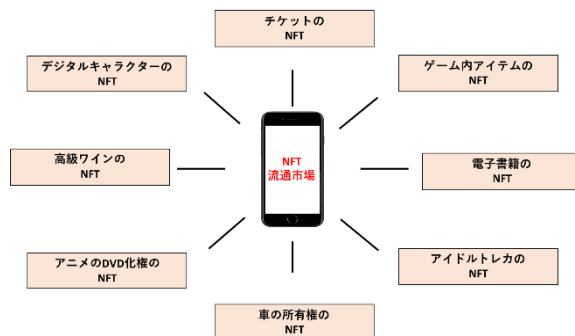 チケットの
NFT
デジタルキャラクターの
NFT
ゲーム内アイテムの
NFT
高級ワインの
NFT
NFT
流通市場
電子書籍の
NFT
アニメのDVD化権の
NFT
アイドルトレカの
NFT
車の所有権の
NFT